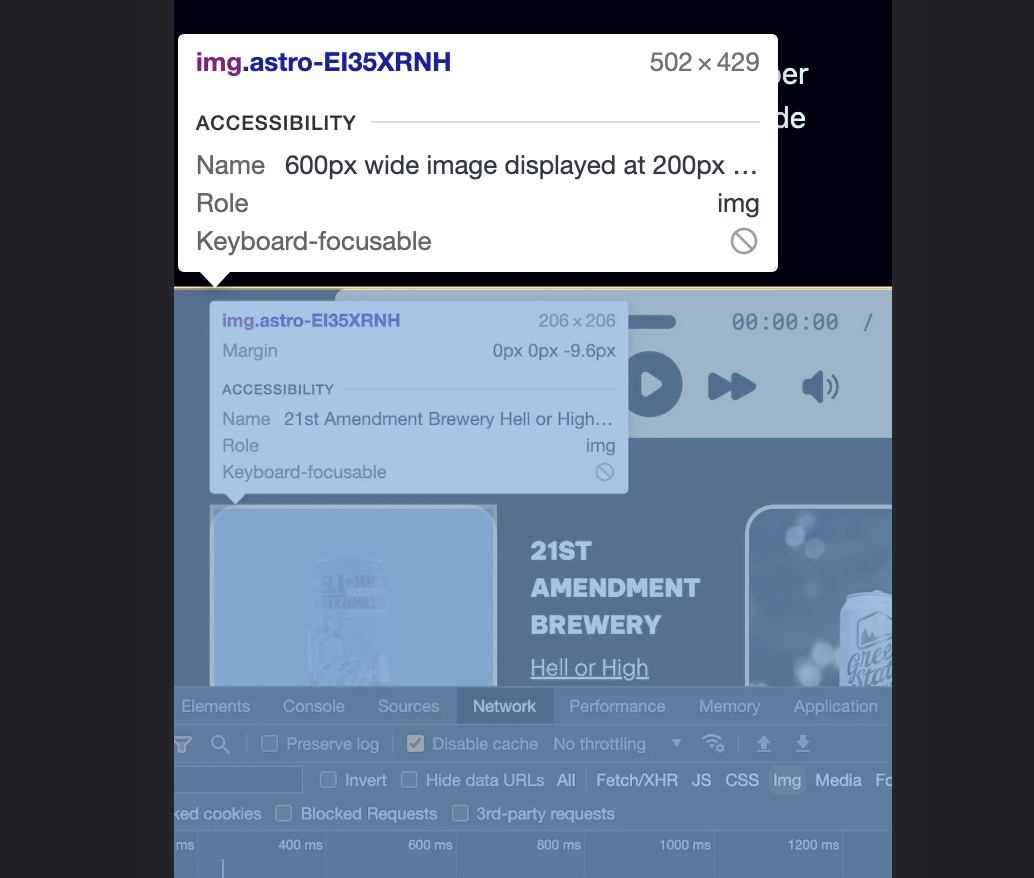 img.astro-EI35XRNH 502 × 429
ACCESSIBILITY
Name 600px wide image displayed at 200px ...
Role img
Keyboard-focusable
img.astro-EI35XRNH 206 × 206
Margin 0px 0px -9.6px
ACCESSIBILITY
Name 21st Amendment Brewery Hell or High...
Role img
Keyboard-focusable
00:00:00 /
21ST
AMENDMENT
BREWERY
Hell or High
Elements Console Sources Network Performance Memory Application
Preserve log Disable cache No throttling
Invert Hide data URLs All Fetch/XHR JS CSS Img Media Fo
ked cookies Blocked Requests 3rd-party requests
ms 400 ms 600 ms 800 ms 1000 ms 1200 ms